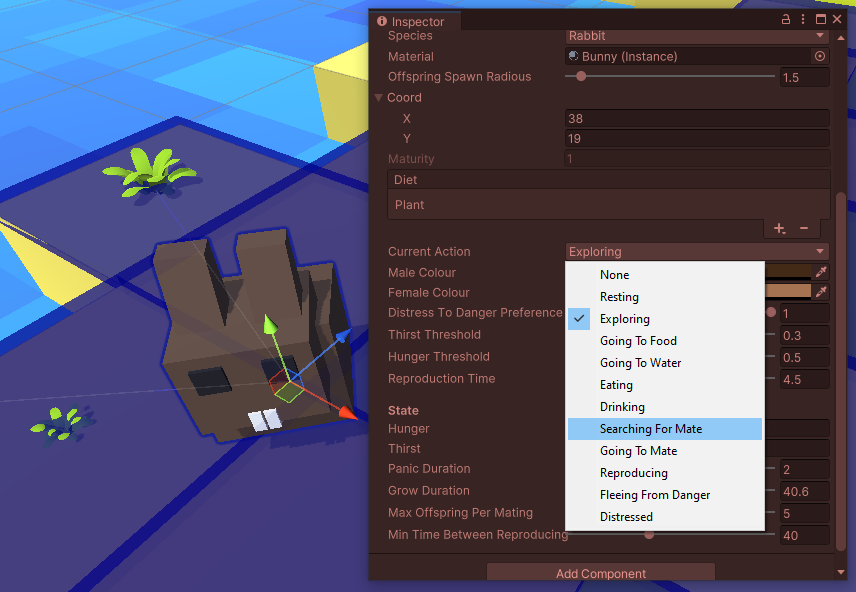 Inspector
Species Rabbit
Material Bunny (Instance)
Offspring Spawn Radious 1.5
Coord
X 38
Y 19
Maturity 1
Diet
Plant
+ −
Current Action Exploring
Male Colour
Female Colour
Distress To Danger Preference 1
Thirst Threshold 0.3
Hunger Threshold 0.5
Reproduction Time 4.5
State
Hunger
Thirst
Panic Duration 2
Grow Duration 40.6
Max Offspring Per Mating 5
Min Time Between Reproducing 40
None
Resting
Exploring
Going To Food
Going To Water
Eating
Drinking
Searching For Mate
Going To Mate
Reproducing
Fleeing From Danger
Distressed
Add Component